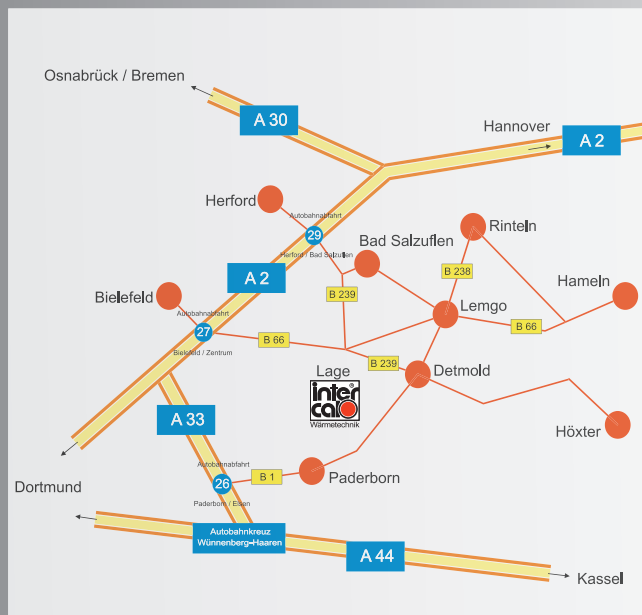 Osnabrück / Bremen
A 30
Hannover
A 2
Herford
Autobahnabfahrt
29
Herford / Bad Salzuflen
Bad Salzuflen
Rinteln
B 238
A 2
B 239
Hameln
Bielefeld
Autobahnabfahrt
27
Bielefeld / Zentrum
B 66
Lemgo
B 66
Lage
B 239
Detmold
inter
cal
Wärmetechnik
A 33
Höxter
Autobahnabfahrt
26
Paderborn / Elsen
B 1
Paderborn
Dortmund
Autobahnkreuz
Wünnenberg-Haaren
A 44
Kassel